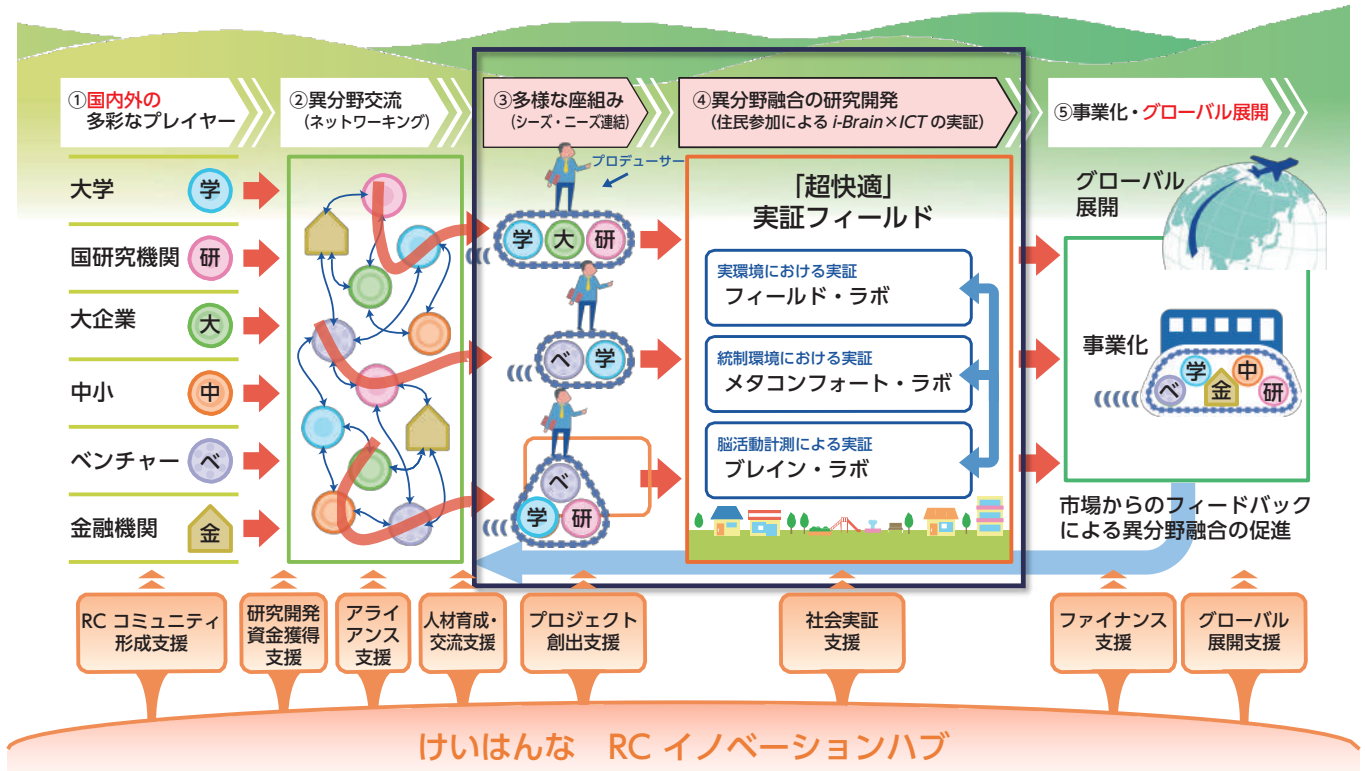 ①国内外の
多彩なプレイヤー
②異分野交流
（ネットワーキング）
③多様な座組み
（シーズ・ニーズ連結）
④異分野融合の研究開発
（住民参加による i-Brain×ICT の実証）
⑤事業化・グローバル展開
大学
学
国研究機関
研
大企業
大
中小
中
ベンチャー
ベ
金融機関
金
プロデューサー
学 大 研
ベ 学
ベ
学 研
「超快適」
実証フィールド
実環境における実証
フィールド・ラボ
統制環境における実証
メタコンフォート・ラボ
脳活動計測による実証
ブレイン・ラボ
グローバル
展開
事業化
ベ 学 金 中 研
市場からのフィードバック
による異分野融合の促進
RC コミュニティ
形成支援
研究開発
資金獲得
支援
アライ
アンス
支援
人材育成・
交流支援
プロジェクト
創出支援
社会実証
支援
ファイナンス
支援
グローバル
展開支援
けいはんな RC イノベーションハブ